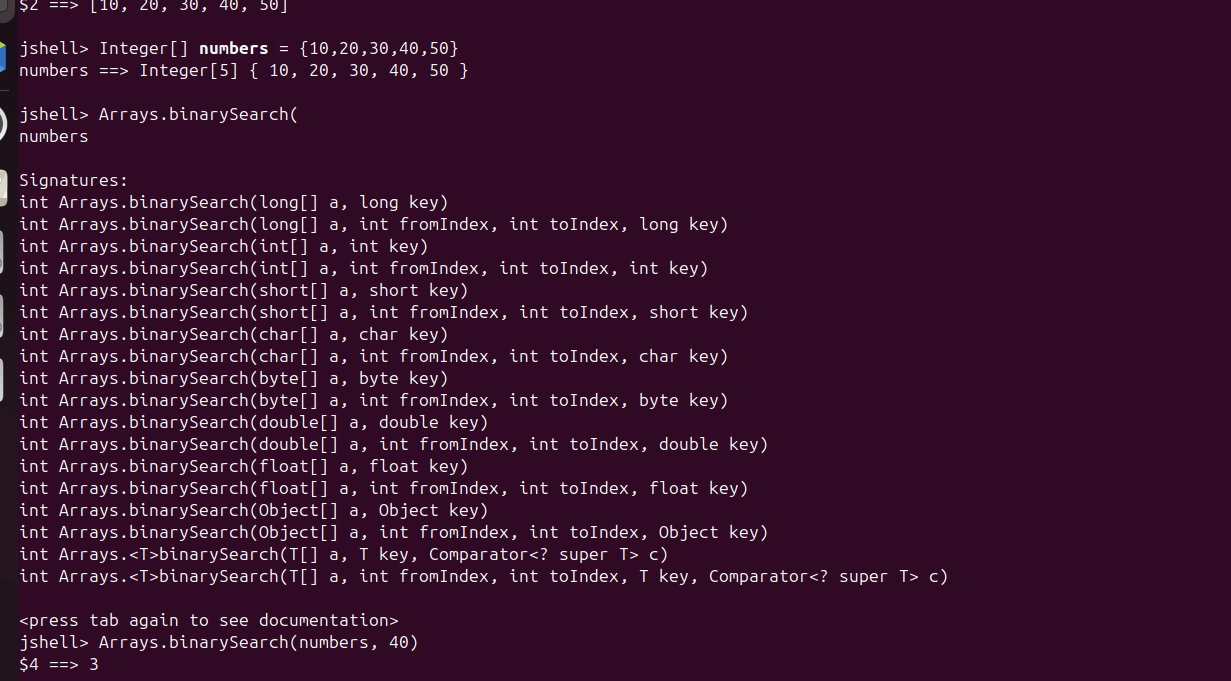 $2 ==> [10, 20, 30, 40, 50]
jshell> Integer[] numbers = {10,20,30,40,50}
numbers ==> Integer[5] { 10, 20, 30, 40, 50 }
jshell> Arrays.binarySearch(
numbers
Signatures:
int Arrays.binarySearch(long[] a, long key)
int Arrays.binarySearch(long[] a, int fromIndex, int toIndex, long key)
int Arrays.binarySearch(int[] a, int key)
int Arrays.binarySearch(int[] a, int fromIndex, int toIndex, int key)
int Arrays.binarySearch(short[] a, short key)
int Arrays.binarySearch(short[] a, int fromIndex, int toIndex, short key)
int Arrays.binarySearch(char[] a, char key)
int Arrays.binarySearch(char[] a, int fromIndex, int toIndex, char key)
int Arrays.binarySearch(byte[] a, byte key)
int Arrays.binarySearch(byte[] a, int fromIndex, int toIndex, byte key)
int Arrays.binarySearch(double[] a, double key)
int Arrays.binarySearch(double[] a, int fromIndex, int toIndex, double key)
int Arrays.binarySearch(float[] a, float key)
int Arrays.binarySearch(float[] a, int fromIndex, int toIndex, float key)
int Arrays.binarySearch(Object[] a, Object key)
int Arrays.binarySearch(Object[] a, int fromIndex, int toIndex, Object key)
int Arrays.<T>binarySearch(T[] a, T key, Comparator<? super T> c)
int Arrays.<T>binarySearch(T[] a, int fromIndex, int toIndex, T key, Comparator<? super T> c)
<press tab again to see documentation>
jshell> Arrays.binarySearch(numbers, 40)
$4 ==> 3